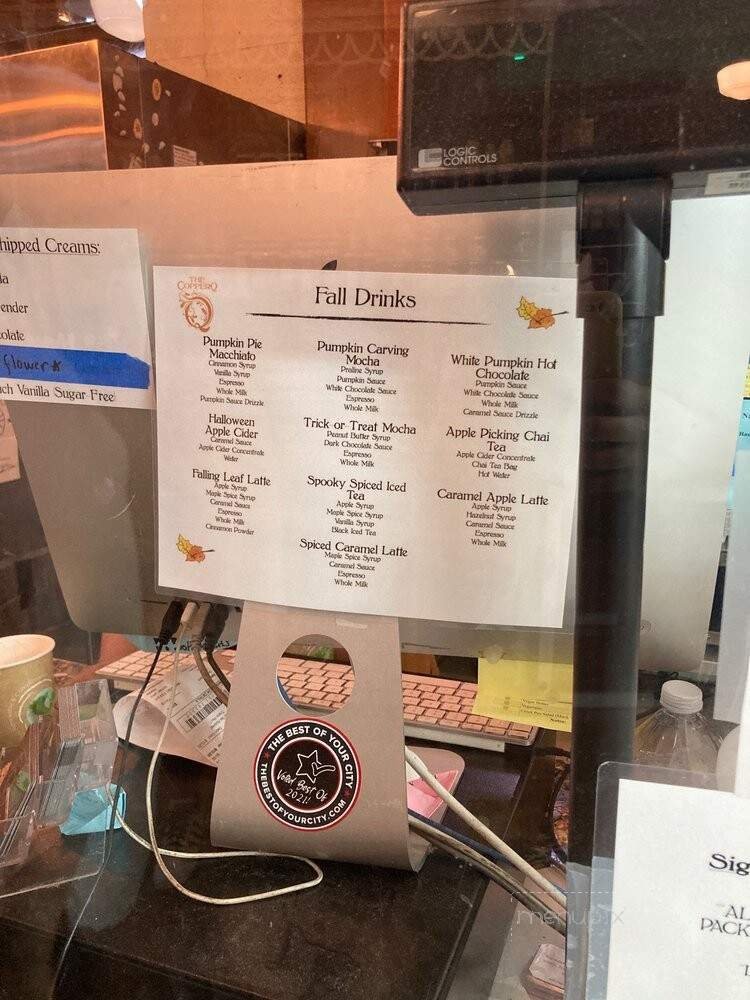 LOGIC
CONTROLS
hipped Creams:
flower
Vanilla Sugar Free
THE
COPPER Q
Fall Drinks
Pumpkin Pie
Macchiato
Cinnamon Syrup
Vanilla Syrup
Espresso
Whole Milk
Pumpkin Sauce Drizzle
Halloween
Apple Cider
Caramel Sauce
Apple Cider Concentrate
Water
Falling Leaf Latte
Apple Syrup
Maple Spice Syrup
Caramel Sauce
Espresso
Whole Milk
Cinnamon Powder
Pumpkin Carving
Mocha
Praline Syrup
Pumpkin Sauce
White Chocolate Sauce
Espresso
Whole Milk
Trick or Treat Mocha
Peanut Butter Syrup
Dark Chocolate Sauce
Espresso
Whole Milk
Spooky Spiced Iced
Tea
Apple Syrup
Maple Spice Syrup
Vanilla Syrup
Black Iced Tea
Spiced Caramel Latte
Maple Spice Syrup
Caramel Sauce
Espresso
Whole Milk
White Pumpkin Hot
Chocolate
Pumpkin Sauce
White Chocolate Sauce
Whole Milk
Caramel Sauce Drizzle
Apple Picking Chai
Tea
Apple Cider Concentrate
Chai Tea Bag
Hot Water
Caramel Apple Latte
Apple Syrup
Hazelnut Syrup
Caramel Sauce
Espresso
Whole Milk
THE BEST OF YOUR CITY
Voted Best Of
2021!
THEBESTOFYOURCITY.COM
menupix
Sig
AL
PACK